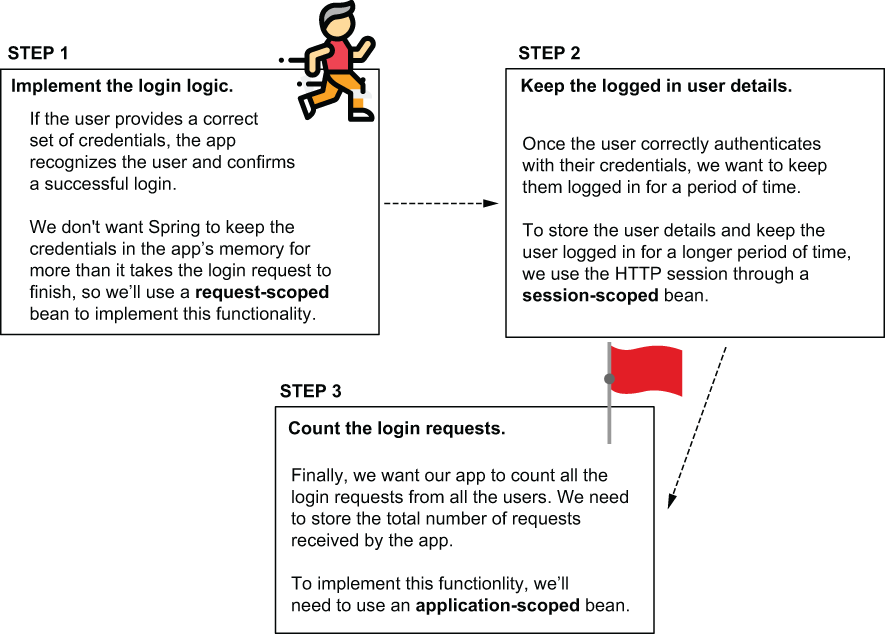 STEP 1
Implement the login logic.
If the user provides a correct
set of credentials, the app
recognizes the user and confirms
a successful login.
We don't want Spring to keep the
credentials in the app’s memory for
more than it takes the login request to
finish, so we’ll use a request-scoped
bean to implement this functionality.
STEP 2
Keep the logged in user details.
Once the user correctly authenticates
with their credentials, we want to keep
them logged in for a period of time.
To store the user details and keep the
user logged in for a longer period of time,
we use the HTTP session through a
session-scoped bean.
STEP 3
Count the login requests.
Finally, we want our app to count all the
login requests from all the users. We need
to store the total number of requests
received by the app.
To implement this functionlity, we’ll
need to use an application-scoped bean.